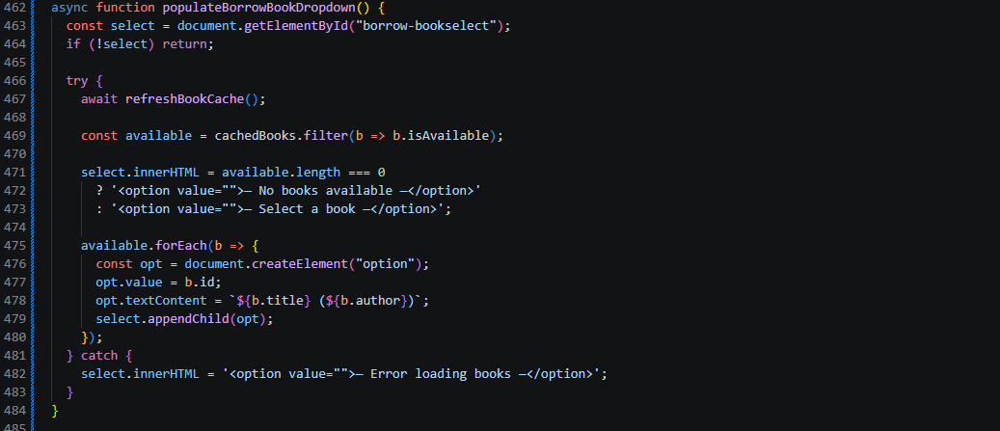 462 async function populateBorrowBookDropdown() {
463 const select = document.getElementById("borrow-bookselect");
464 if (!select) return;
465
466 try {
467 await refreshBookCache();
468
469 const available = cachedBooks.filter(b => b.isAvailable);
470
471 select.innerHTML = available.length === 0
472 ? '<option value="">— No books available —</option>'
473 : '<option value="">— Select a book —</option>';
474
475 available.forEach(b => {
476 const opt = document.createElement("option");
477 opt.value = b.id;
478 opt.textContent = `${b.title} (${b.author})`;
479 select.appendChild(opt);
480 });
481 } catch {
482 select.innerHTML = '<option value="">— Error loading books —</option>';
483 }
484 }
485